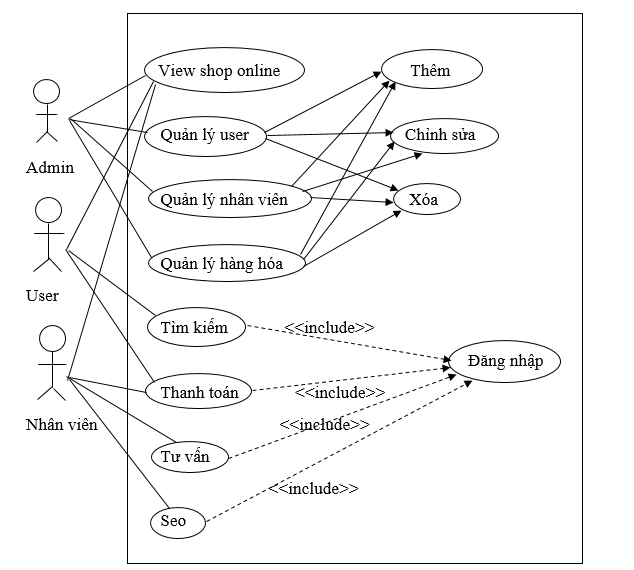 View shop online
Thêm
Quản lý user
Chỉnh sửa
Admin
Quản lý nhân viên
Xóa
Quản lý hàng hóa
User
Tìm kiếm
<<include>>
Đăng nhập
Thanh toán
<<include>>
Nhân viên
<<include>>
Tư vấn
<<include>>
Seo